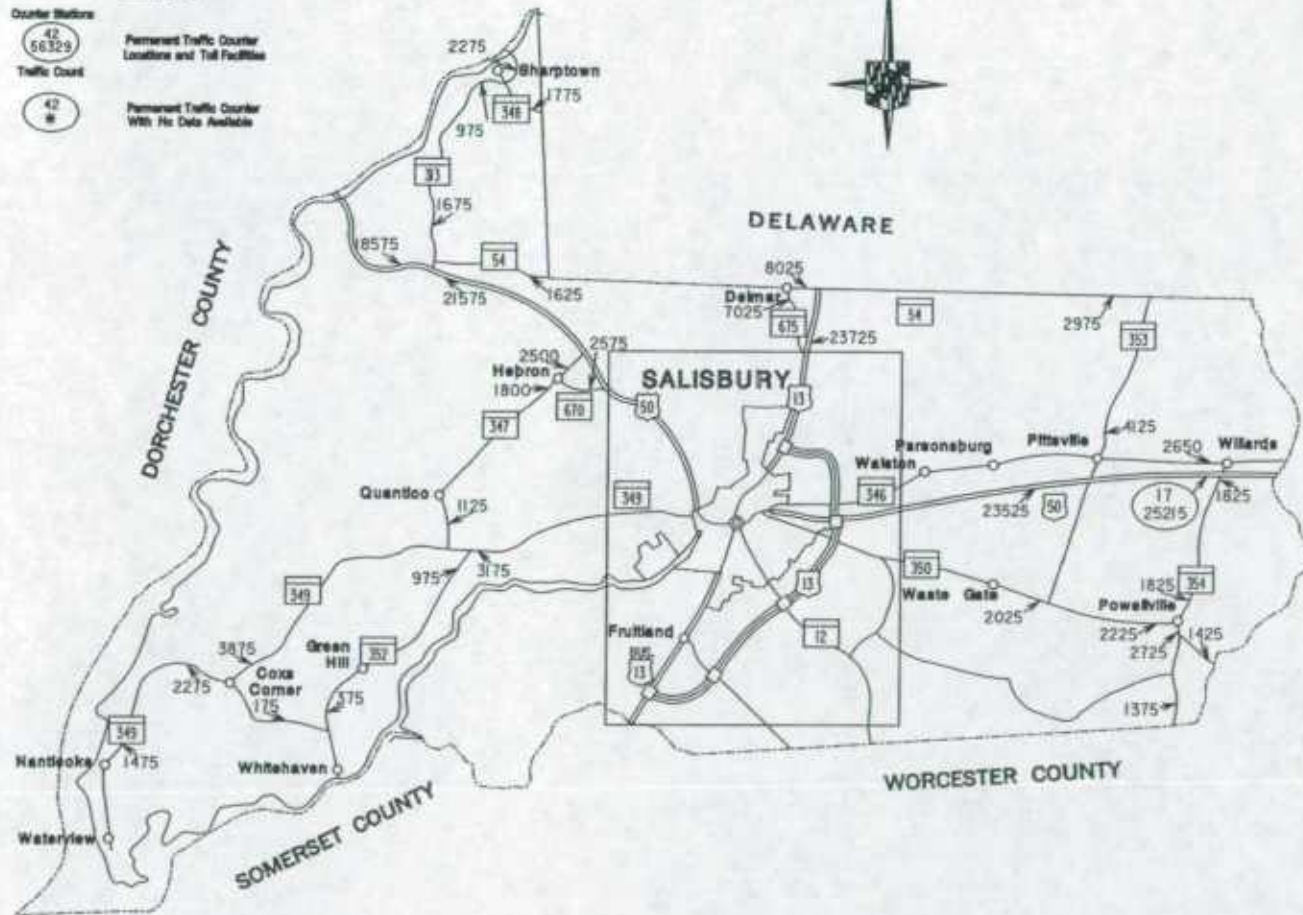 Counter Stations
42
56329
Permanent Traffic Counter
Locations and Toll Facilities
Traffic Count
42
*
Permanent Traffic Counter
With No Data Available
2275
Sharptown
348
1775
975
313
1675
DELAWARE
18575
54
21575
1625
8025
Delmar
7025
675
54
2975
353
23725
DORCHESTER COUNTY
2500
2575
Hebron
1800
670
SALISBURY
50
13
347
4125
Parsonsburg
Pittsville
2650
Willards
Walston
346
Quantico
349
1125
23525
50
17
25215
1825
975
3175
349
350
13
Waste Gate
2025
1825
354
Powellville
2225
2725
1425
3875
Green
Hill
352
Fruitland
BUS
13
12
Coxs
Corner
2275
175
375
1375
349
Nanticoke
1475
Whitehaven
WORCESTER COUNTY
SOMERSET COUNTY
Waterview